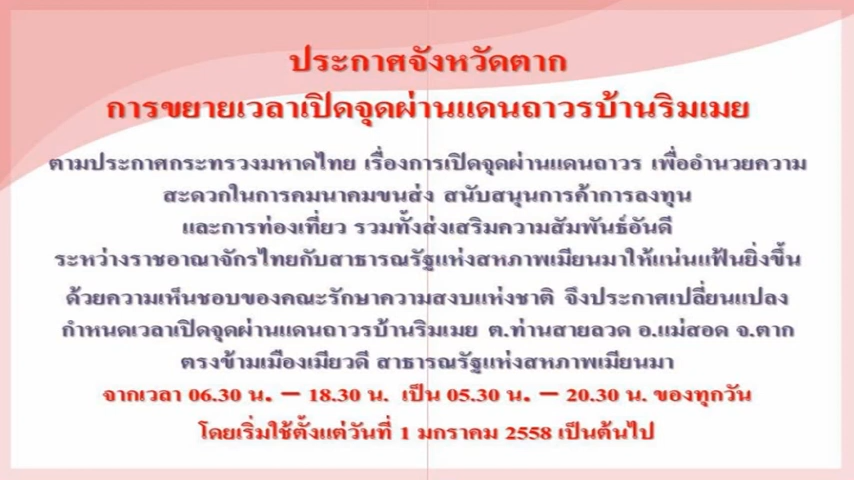 ประกาศจังหวัดตาก
การขยายเวลาเปิดจุดผ่านแดนถาวรบ้านริมเมย
ตามประกาศกระทรวงมหาดไทย เรื่องการเปิดจุดผ่านแดนถาวร เพื่ออำนวยความ
สะดวกในการคมนาคมขนส่ง สนับสนุนการค้าการลงทุน
และการท่องเที่ยว รวมทั้งส่งเสริมความสัมพันธ์อันดี
ระหว่างราชอาณาจักรไทยกับสาธารณรัฐแห่งสหภาพเมียนมาให้แน่นแฟ้นยิ่งขึ้น
ด้วยความเห็นชอบของคณะรักษาความสงบแห่งชาติ จึงประกาศเปลี่ยนแปลง
กำหนดเวลาเปิดจุดผ่านแดนถาวรบ้านริมเมย ต.ท่านสายลวด อ.แม่สอด จ.ตาก
ตรงข้ามเมืองเมียวดี สาธารณรัฐแห่งสหภาพเมียนมา
จากเวลา 06.30 น. – 18.30 น. เป็น 05.30 น. – 20.30 น. ของทุกวัน
โดยเริ่มใช้ตั้งแต่วันที่ 1 มกราคม 2558 เป็นต้นไป